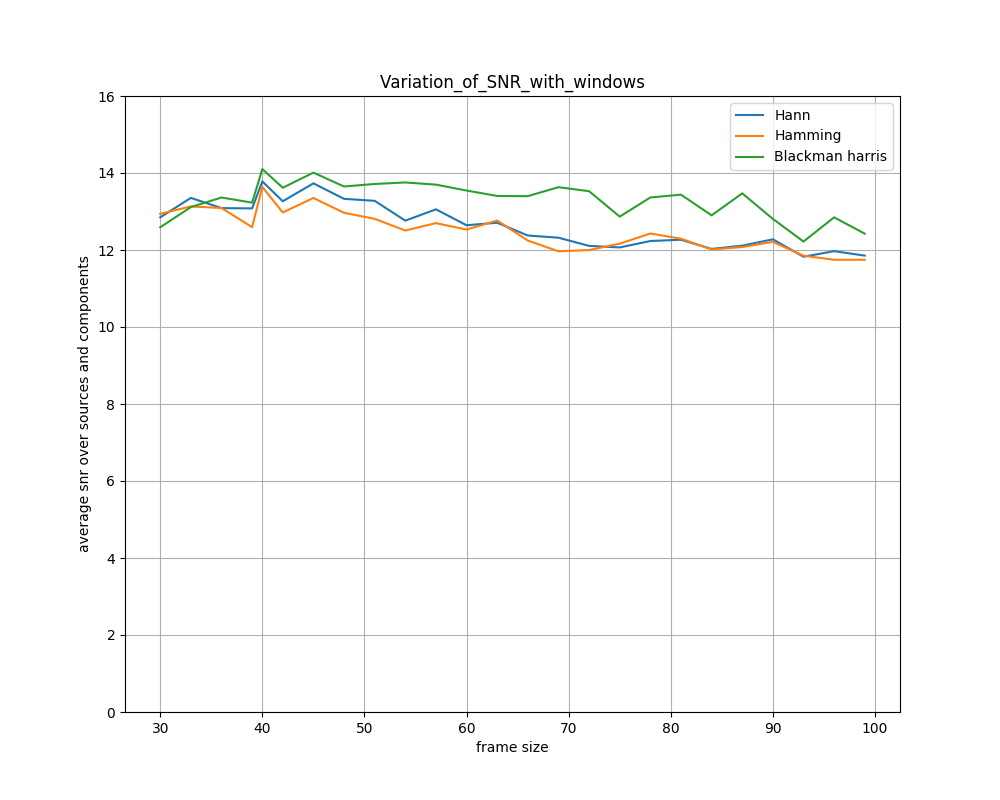 Variation_of_SNR_with_windows
16
14
12
10
8
6
4
2
0
average snr over sources and components
Hann
Hamming
Blackman harris
30 40 50 60 70 80 90 100
frame size